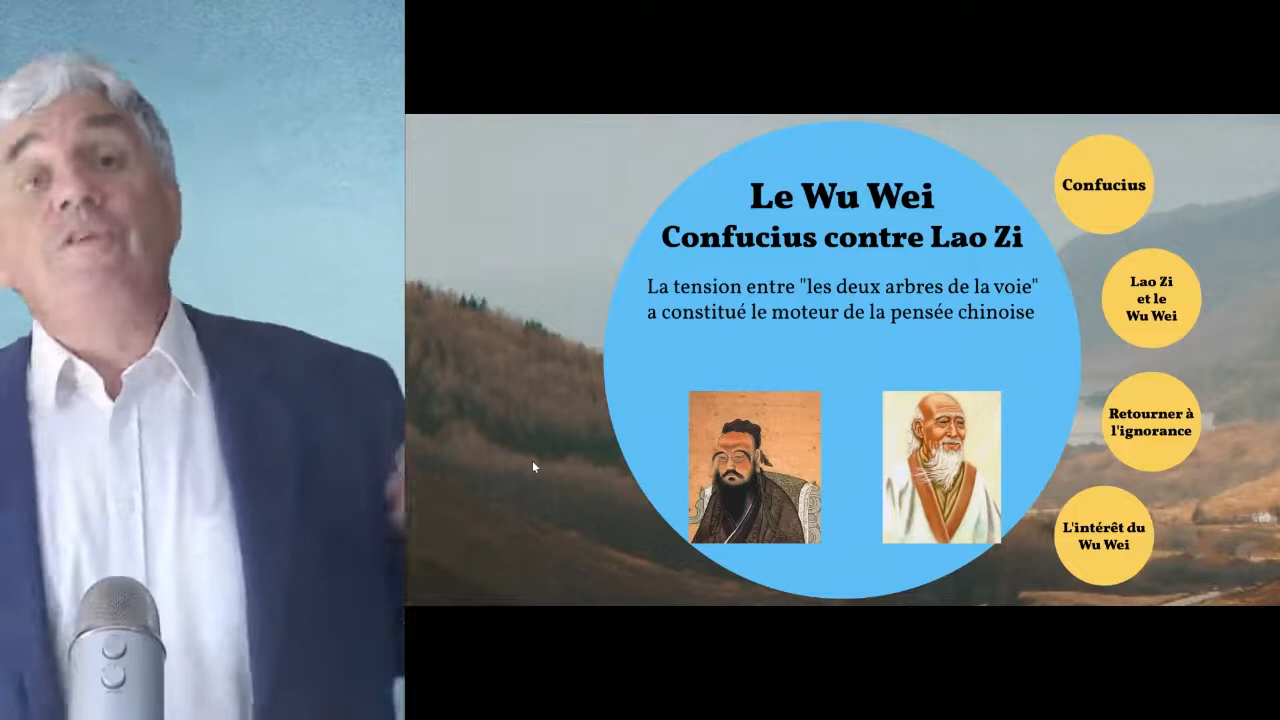 Le Wu Wei
Confucius contre Lao Zi
La tension entre "les deux arbres de la voie"
a constitué le moteur de la pensée chinoise
Confucius
Lao Zi
et le
Wu Wei
Retourner à
l'ignorance
L'intérêt du
Wu Wei